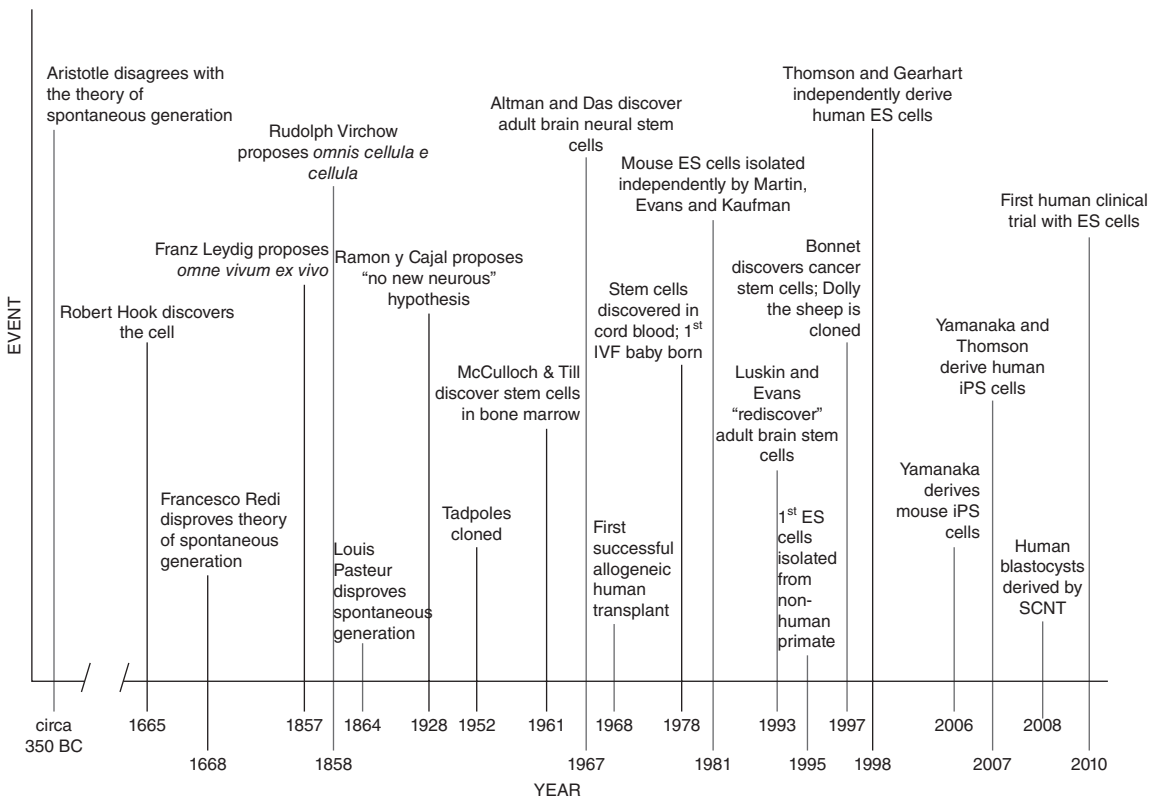 Aristotle disagrees with
the theory of
spontaneous generation
Robert Hook discovers
the cell
Francesco Redi
disproves theory
of spontaneous
generation
Franz Leydig proposes
omne vivum ex vivo
Rudolph Virchow
proposes omnis cellula e
cellula
Louis
Pasteur
disproves
spontaneous
generation
Ramon y Cajal proposes
“no new neurous”
hypothesis
Tadpoles
cloned
McCulloch & Till
discover stem cells
in bone marrow
Altman and Das discover
adult brain neural stem
cells
First
successful
allogeneic
human
transplant
Stem cells
discovered in
cord blood; 1st
IVF baby born
Mouse ES cells isolated
independently by Martin,
Evans and Kaufman
Luskin and
Evans
“rediscover”
adult brain stem
cells
1st ES
cells
isolated
from
non-
human
primate
Bonnet
discovers cancer
stem cells; Dolly
the sheep is
cloned
Thomson and Gearhart
independently derive
human ES cells
Yamanaka
derives
mouse iPS
cells
Yamanaka and
Thomson
derive human
iPS cells
Human
blastocysts
derived by
SCNT
First human clinical
trial with ES cells
EVENT
circa
350 BC
1665
1668
1857
1858
1864
1928
1952
1961
1967
1968
1978
1981
1993
1995
1997
1998
2006
2007
2008
2010
YEAR